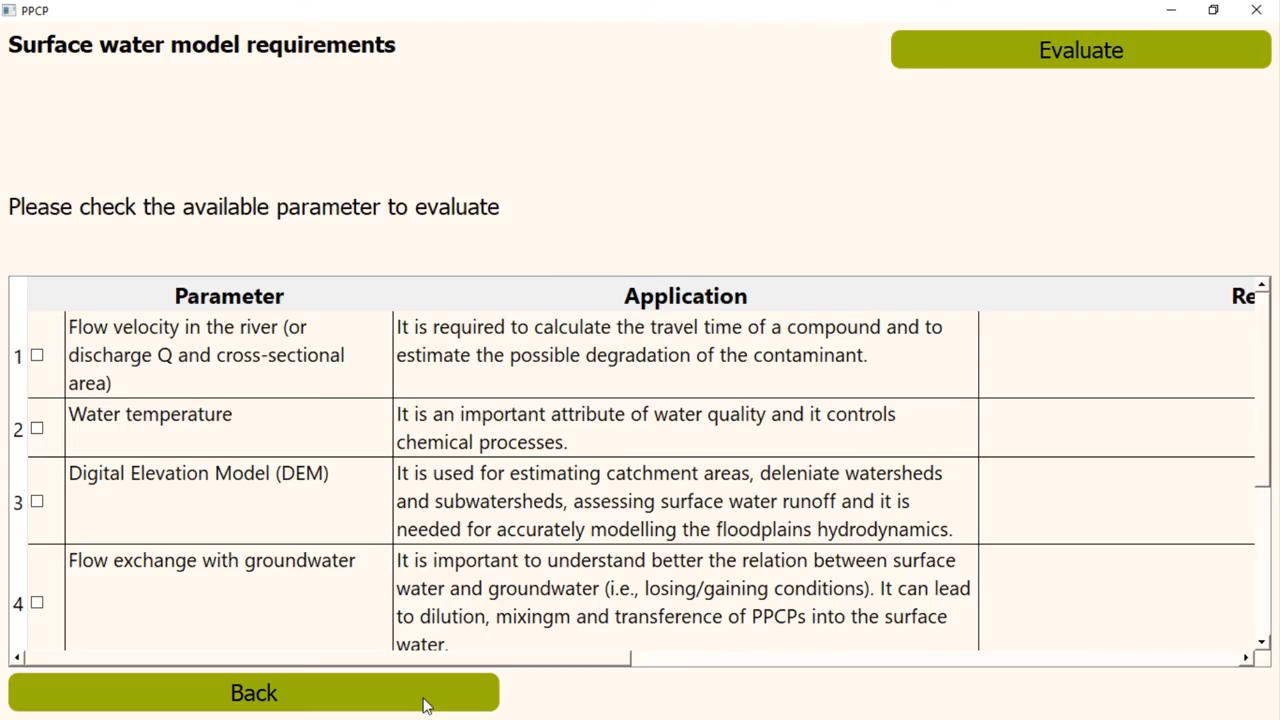 PPCP
Surface water model requirements
Evaluate
Please check the available parameter to evaluate
Parameter
Application
Re
1
Flow velocity in the river (or
discharge Q and cross-sectional
area)
It is required to calculate the travel time of a compound and to
estimate the possible degradation of the contaminant.
2
Water temperature
It is an important attribute of water quality and it controls
chemical processes.
3
Digital Elevation Model (DEM)
It is used for estimating catchment areas, deleniate watersheds
and subwatersheds, assessing surface water runoff and it is
needed for accurately modelling the floodplains hydrodynamics.
4
Flow exchange with groundwater
It is important to understand better the relation between surface
water and groundwater (i.e., losing/gaining conditions). It can lead
to dilution, mixingm and transference of PPCPs into the surface
water.
Back